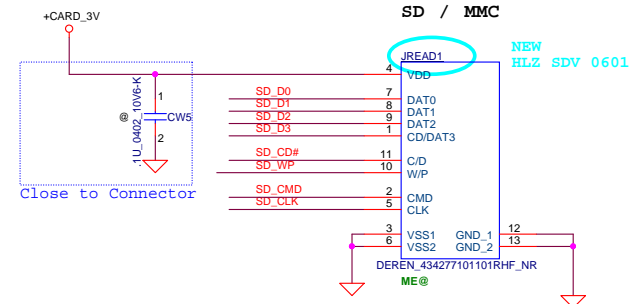 SD / MMC
+CARD_3V
JREAD1
NEW
HLZ SDV 0601
4 VDD
SD_D0 7 DAT0
SD_D1 8 DAT1
SD_D2 9 DAT2
SD_D3 1 CD/DAT3
SD_CD# 11 C/D
SD_WP 10 W/P
SD_CMD 2 CMD
SD_CLK 5 CLK
3 VSS1 GND_1 12
6 VSS2 GND_2 13
DEREN_434277101101RHF_NR
ME@
1
@ CW5
2
.1U_0402_10V6-K
Close to Connector